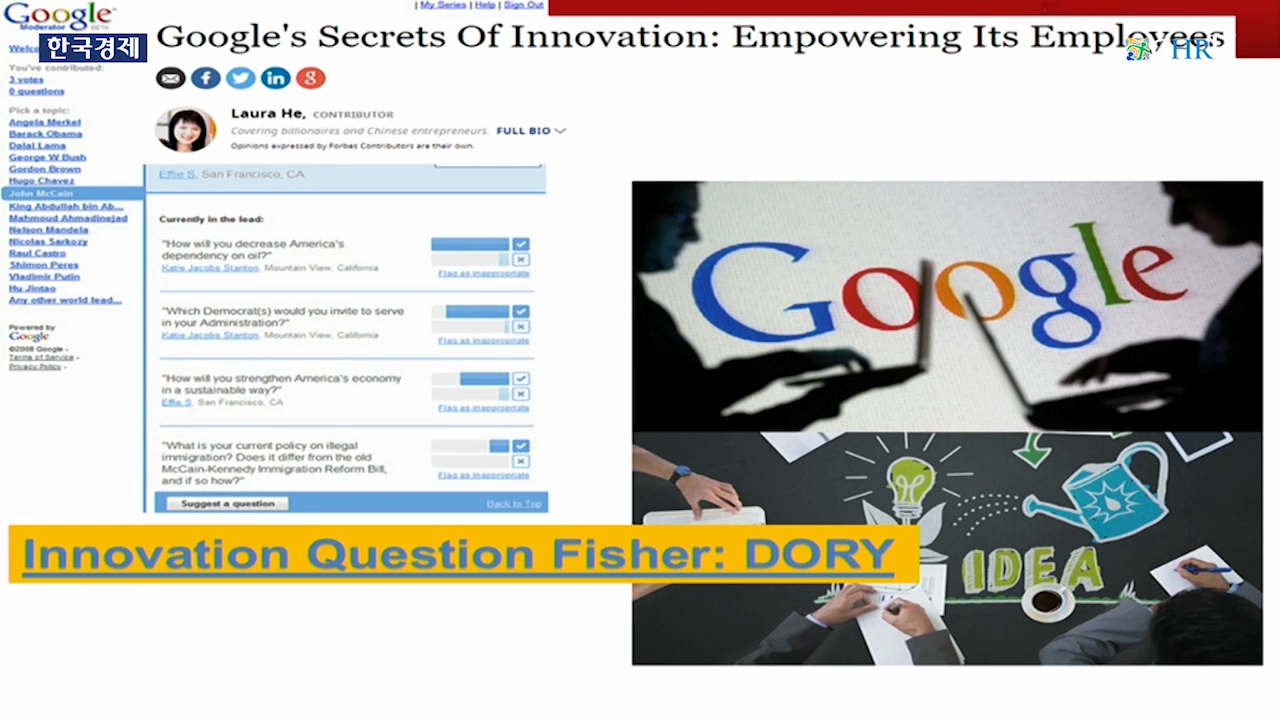 Google™
Moderator BETA
| My Series | Help | Sign Out
한국경제
Google's Secrets Of Innovation: Empowering Its Employees
HR
You've contributed:
3 votes
0 questions
Pick a topic:
Angela Merkel
Barack Obama
Dalai Lama
George W Bush
Gordon Brown
Hugo Chavez
John McCain
King Abdullah bin Ab...
Mahmoud Ahmadinejad
Nelson Mandela
Nicolas Sarkozy
Raul Castro
Shimon Peres
Vladimir Putin
Hu Jintao
Any other world lead...
Powered by
Google
©2008 Google -
Terms of Service -
Privacy Policy -
Laura He, CONTRIBUTOR
Covering billionaires and Chinese entrepreneurs. FULL BIO
Opinions expressed by Forbes Contributors are their own.
Effie S, San Francisco, CA
Currently in the lead:
"How will you decrease America's
dependency on oil?"
Katie Jacobs Stanton, Mountain View, California
Flag as inappropriate
"Which Democrat(s) would you invite to serve
in your Administration?"
Katie Jacobs Stanton, Mountain View, California
Flag as inappropriate
"How will you strengthen America's economy
in a sustainable way?"
Effie S, San Francisco, CA
Flag as inappropriate
"What is your current policy on illegal
immigration? Does it differ from the old
McCain-Kennedy Immigration Reform Bill,
and if so how?"
Flag as inappropriate
Suggest a question
Back to Top
Google
IDEA
Innovation Question Fisher: DORY